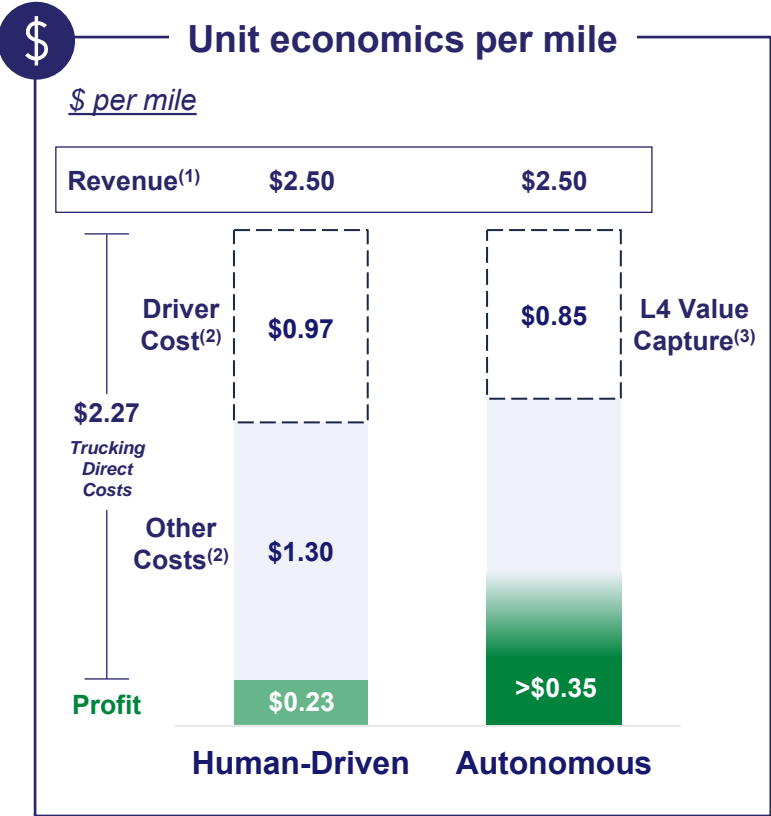 $
Unit economics per mile
$ per mile
Revenue(1) $2.50 $2.50
Driver
Cost(2)
$0.97
$0.85
L4 Value
Capture(3)
$2.27
Trucking
Direct
Costs
Other
Costs(2)
$1.30
Profit
$0.23
>$0.35
Human-Driven
Autonomous